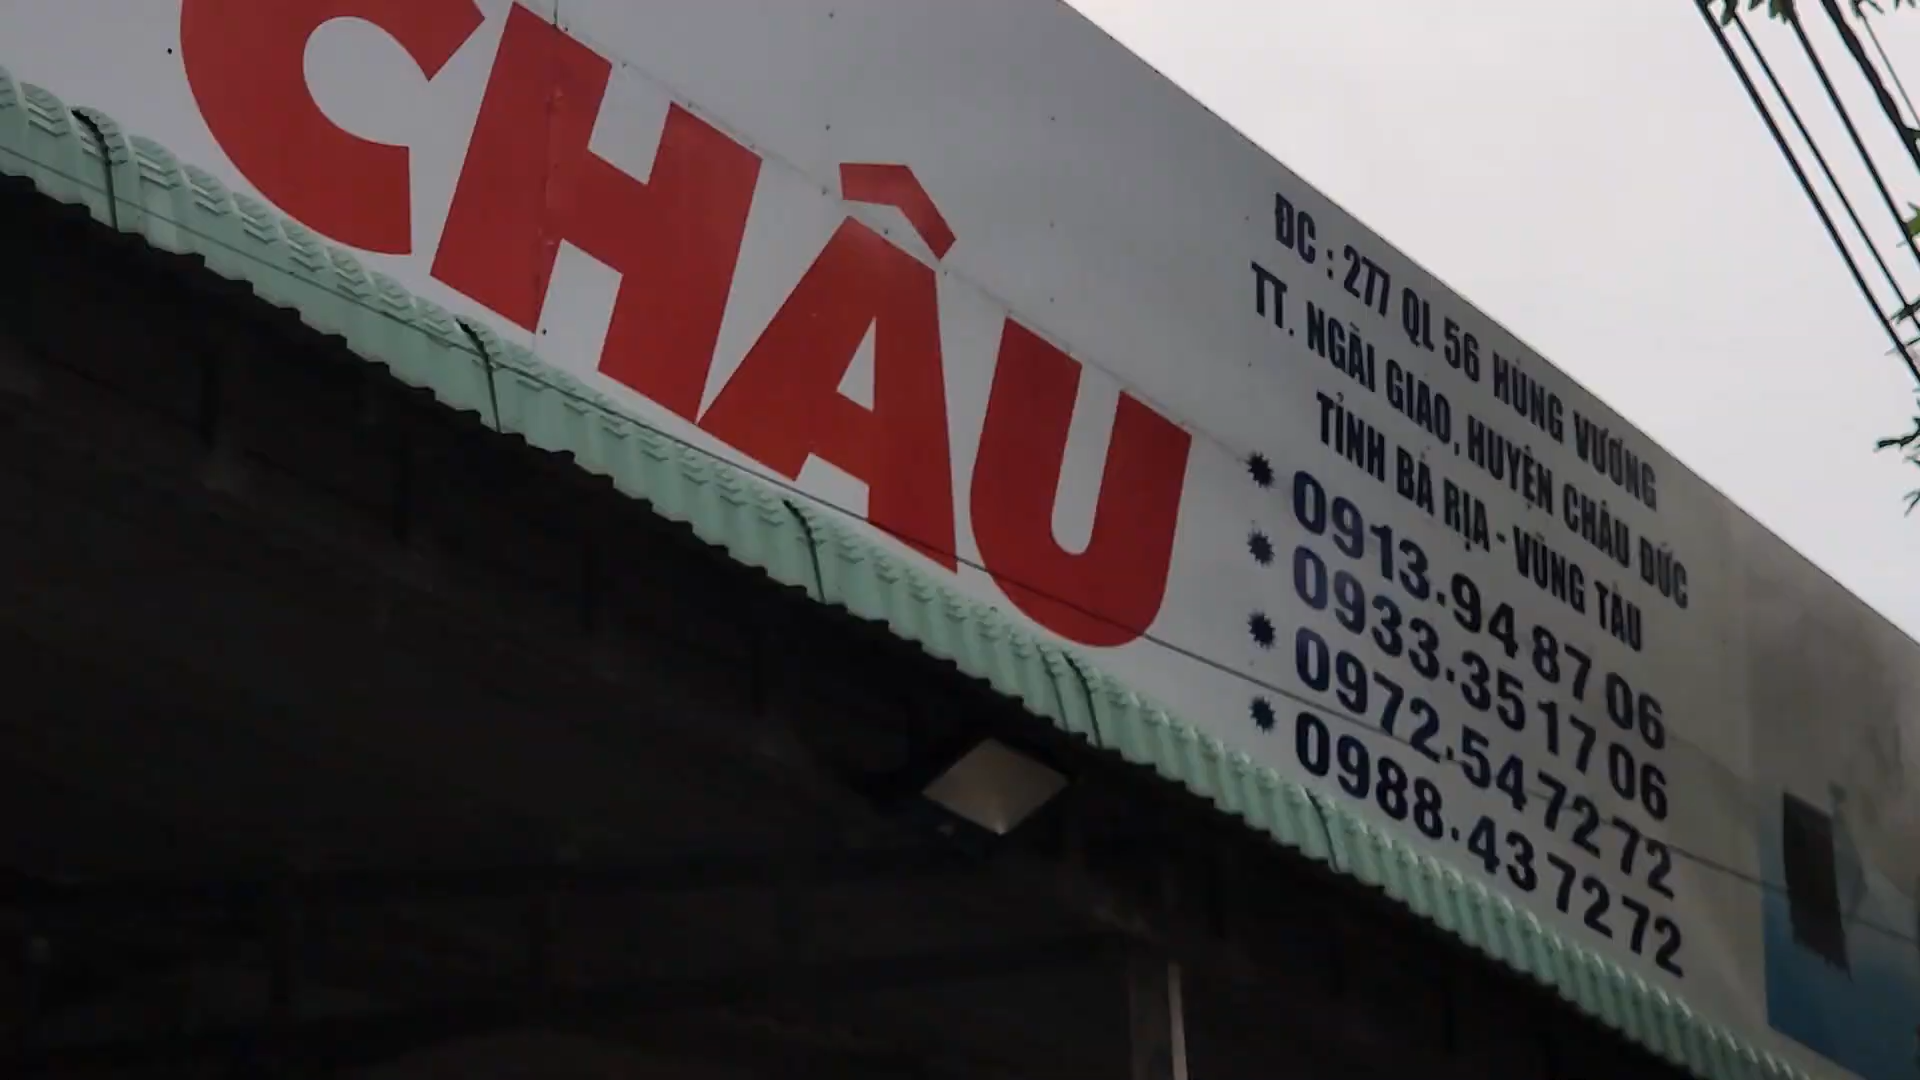 CHÂU
ĐC : 277 QL 56 HÙNG VƯƠNG
TT. NGÃI GIAO, HUYỆN CHÂU ĐỨC
TỈNH BÀ RỊA - VŨNG TÀU
0913.94 87 06
0933.35 17 06
0972.54 72 72
0988.43 72 72